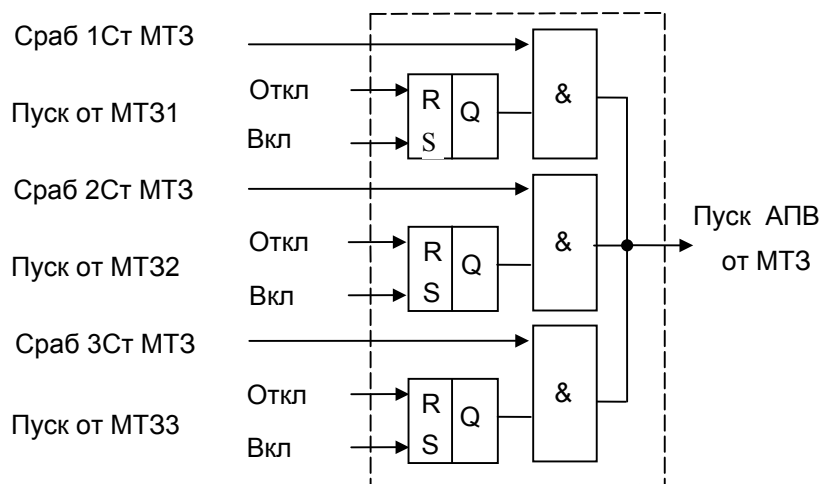 Сраб 1Ст МТЗ
&
Откл
R
Q
Пуск от МТЗ1
Вкл
S
Сраб 2Ст МТЗ
&
Пуск АПВ
от МТЗ
Откл
R
Q
Пуск от МТЗ2
Вкл
S
Сраб 3Ст МТЗ
&
Откл
R
Q
Пуск от МТЗ3
Вкл
S